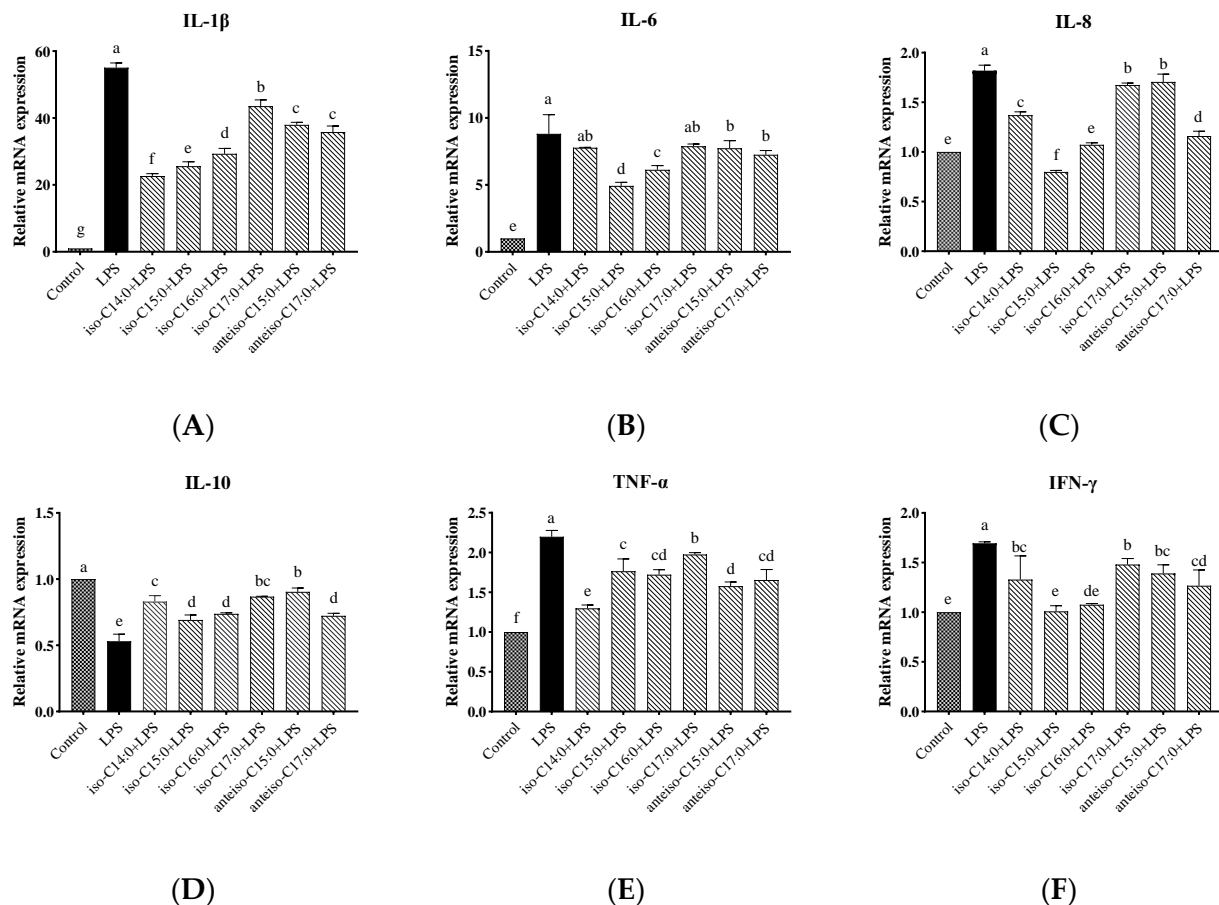 IL-1β
Relative mRNA expression
60
40
20
0
a
b
c
c
d
e
f
g
Control
LPS
iso-C14:0+LPS
iso-C15:0+LPS
iso-C16:0+LPS
iso-C17:0+LPS
anteiso-C15:0+LPS
anteiso-C17:0+LPS
(A)
IL-6
Relative mRNA expression
15
10
5
0
e
a
ab
d
c
ab
b
b
Control
LPS
iso-C14:0+LPS
iso-C15:0+LPS
iso-C16:0+LPS
iso-C17:0+LPS
anteiso-C15:0+LPS
anteiso-C17:0+LPS
(B)
IL-8
Relative mRNA expression
2.0
1.5
1.0
0.5
0.0
e
a
c
f
e
b
b
d
Control
LPS
iso-C14:0+LPS
iso-C15:0+LPS
iso-C16:0+LPS
iso-C17:0+LPS
anteiso-C15:0+LPS
anteiso-C17:0+LPS
(C)
IL-10
Relative mRNA expression
1.5
1.0
0.5
0.0
a
e
c
d
d
bc
b
d
Control
LPS
iso-C14:0+LPS
iso-C15:0+LPS
iso-C16:0+LPS
iso-C17:0+LPS
anteiso-C15:0+LPS
anteiso-C17:0+LPS
(D)
TNF-α
Relative mRNA expression
2.5
2.0
1.5
1.0
0.5
0.0
f
a
e
c
cd
b
d
cd
Control
LPS
iso-C14:0+LPS
iso-C15:0+LPS
iso-C16:0+LPS
iso-C17:0+LPS
anteiso-C15:0+LPS
anteiso-C17:0+LPS
(E)
IFN-γ
Relative mRNA expression
2.0
1.5
1.0
0.5
0.0
e
a
bc
e
de
b
bc
cd
Control
LPS
iso-C14:0+LPS
iso-C15:0+LPS
iso-C16:0+LPS
iso-C17:0+LPS
anteiso-C15:0+LPS
anteiso-C17:0+LPS
(F)